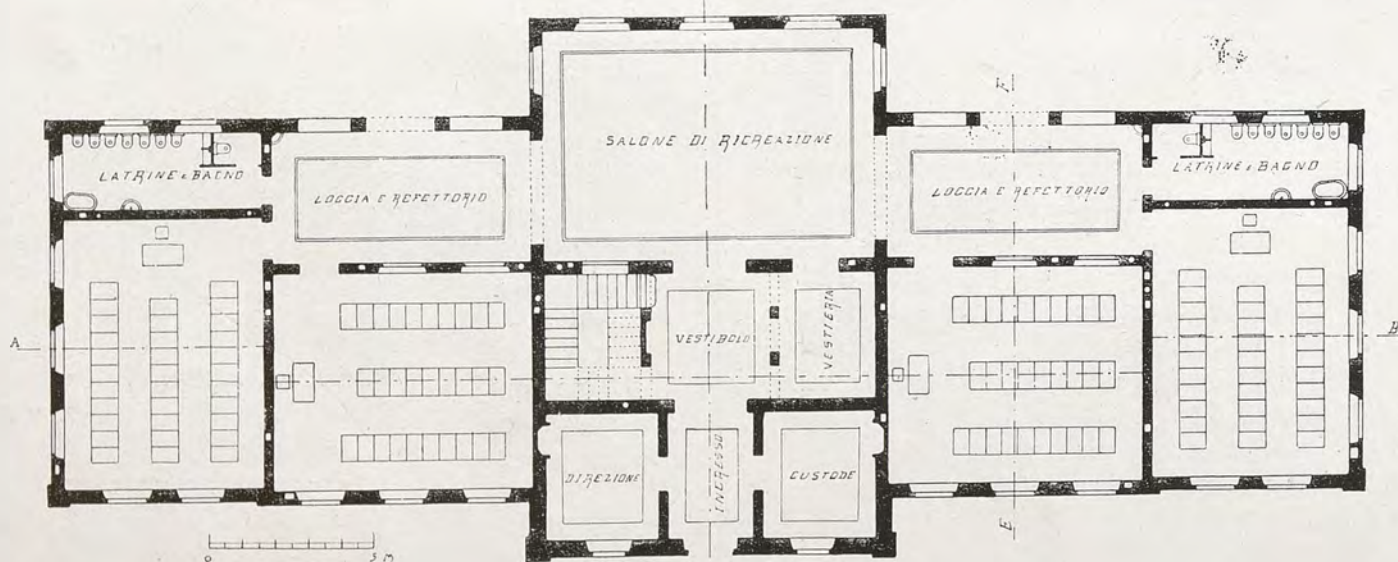 F
SALONE DI RICREAZIONE
LATRINE e BAGNO
LOGGIA E REFETTORIO
LOGGIA E REFETTORIO
LATRINE e BAGNO
A
VESTIBOLO
VESTIERIA
B
DIREZIONE
INGRESSO
CUSTODE
E
0 5 M